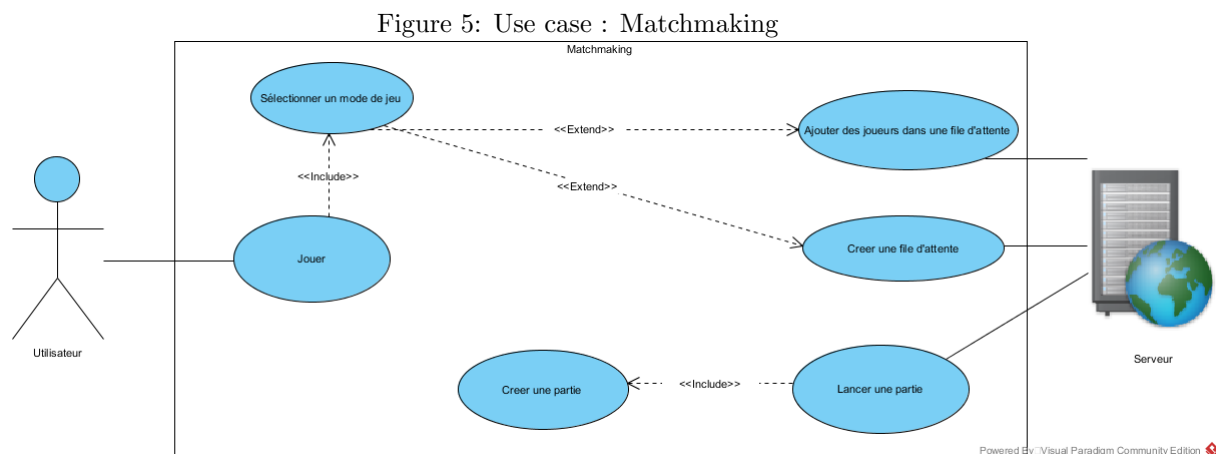 Figure 5: Use case : Matchmaking
Matchmaking
Sélectionner un mode de jeu
<<Extend>>
Ajouter des joueurs dans une file d'attente
<<Include>>
<<Extend>>
Jouer
Creer une file d'attente
Utilisateur
Serveur
Creer une partie
<<Include>>
Lancer une partie
Powered By Visual Paradigm Community Edition